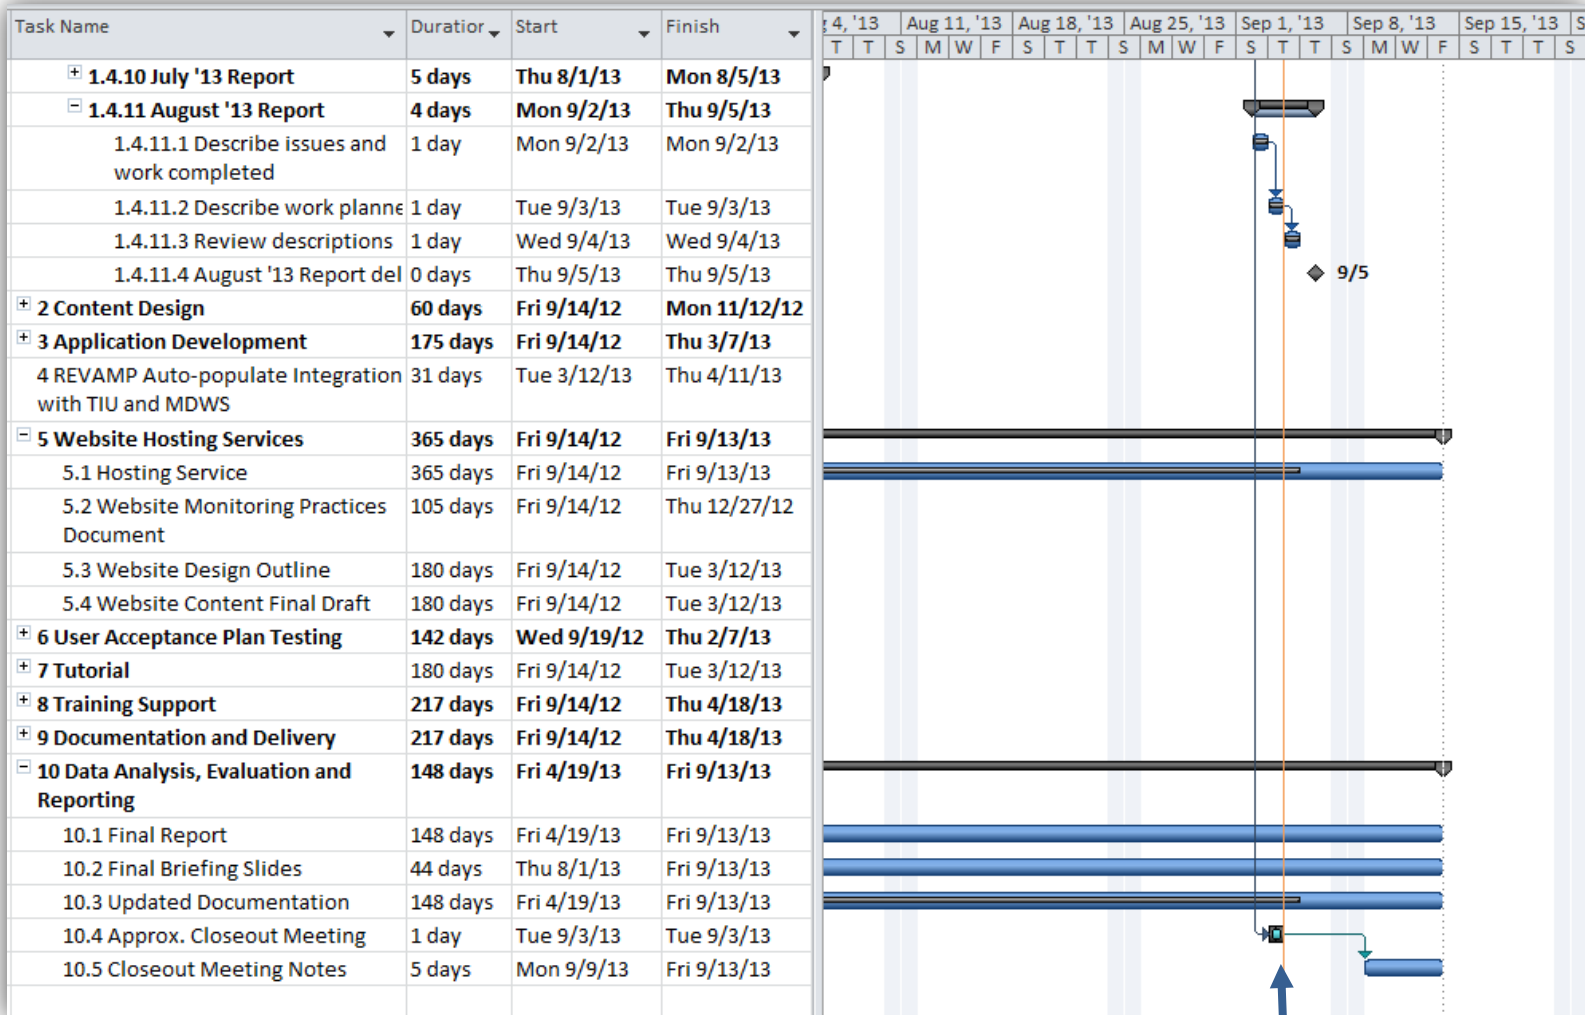 Task Name Duration Start Finish 4, '13 Aug 11, '13 Aug 18, '13 Aug 25, '13 Sep 1, '13 Sep 8, '13 Sep 15, '13 S
T T S M W F S T T S M W F S T T S M W F S T T S
1.4.10 July '13 Report 5 days Thu 8/1/13 Mon 8/5/13
1.4.11 August '13 Report 4 days Mon 9/2/13 Thu 9/5/13
1.4.11.1 Describe issues and 1 day Mon 9/2/13 Mon 9/2/13
work completed
1.4.11.2 Describe work planne 1 day Tue 9/3/13 Tue 9/3/13
1.4.11.3 Review descriptions 1 day Wed 9/4/13 Wed 9/4/13
1.4.11.4 August '13 Report del 0 days Thu 9/5/13 Thu 9/5/13 9/5
2 Content Design 60 days Fri 9/14/12 Mon 11/12/12
3 Application Development 175 days Fri 9/14/12 Thu 3/7/13
4 REVAMP Auto-populate Integration 31 days Tue 3/12/13 Thu 4/11/13
with TIU and MDWS
5 Website Hosting Services 365 days Fri 9/14/12 Fri 9/13/13
5.1 Hosting Service 365 days Fri 9/14/12 Fri 9/13/13
5.2 Website Monitoring Practices 105 days Fri 9/14/12 Thu 12/27/12
Document
5.3 Website Design Outline 180 days Fri 9/14/12 Tue 3/12/13
5.4 Website Content Final Draft 180 days Fri 9/14/12 Tue 3/12/13
6 User Acceptance Plan Testing 142 days Wed 9/19/12 Thu 2/7/13
7 Tutorial 180 days Fri 9/14/12 Tue 3/12/13
8 Training Support 217 days Fri 9/14/12 Thu 4/18/13
9 Documentation and Delivery 217 days Fri 9/14/12 Thu 4/18/13
10 Data Analysis, Evaluation and 148 days Fri 4/19/13 Fri 9/13/13
Reporting
10.1 Final Report 148 days Fri 4/19/13 Fri 9/13/13
10.2 Final Briefing Slides 44 days Thu 8/1/13 Fri 9/13/13
10.3 Updated Documentation 148 days Fri 4/19/13 Fri 9/13/13
10.4 Approx. Closeout Meeting 1 day Tue 9/3/13 Tue 9/3/13
10.5 Closeout Meeting Notes 5 days Mon 9/9/13 Fri 9/13/13